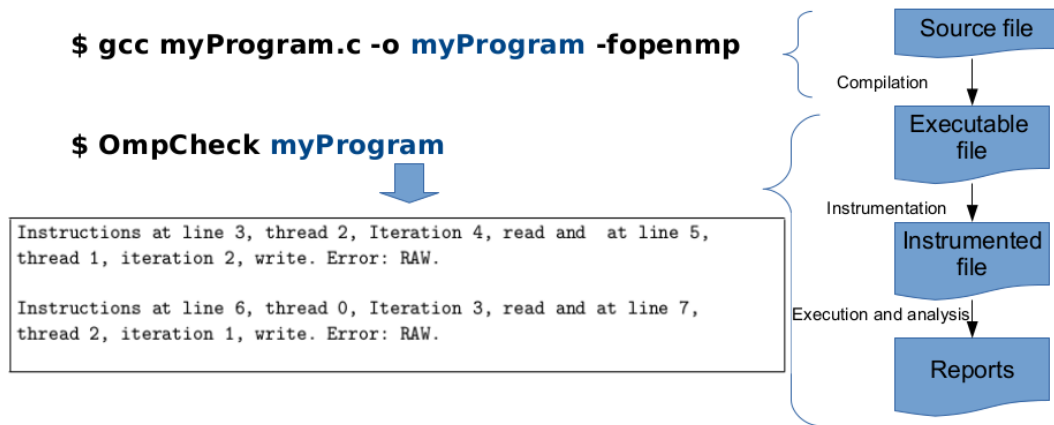 $ gcc myProgram.c -o myProgram -fopenmp
$ OmpCheck myProgram
Instructions at line 3, thread 2, Iteration 4, read and  at line 5,
thread 1, iteration 2, write. Error: RAW.
Instructions at line 6, thread 0, Iteration 3, read and at line 7,
thread 2, iteration 1, write. Error: RAW.
Source file
Compilation
Executable
file
Instrumentation
Instrumented
file
Execution and analysis
Reports